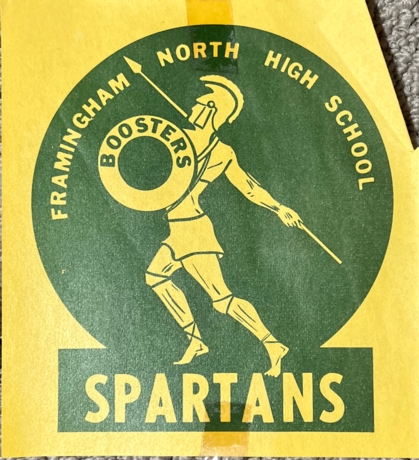 FRAMINGHAM NORTH HIGH SCHOOL
BOOSTERS
SPARTANS